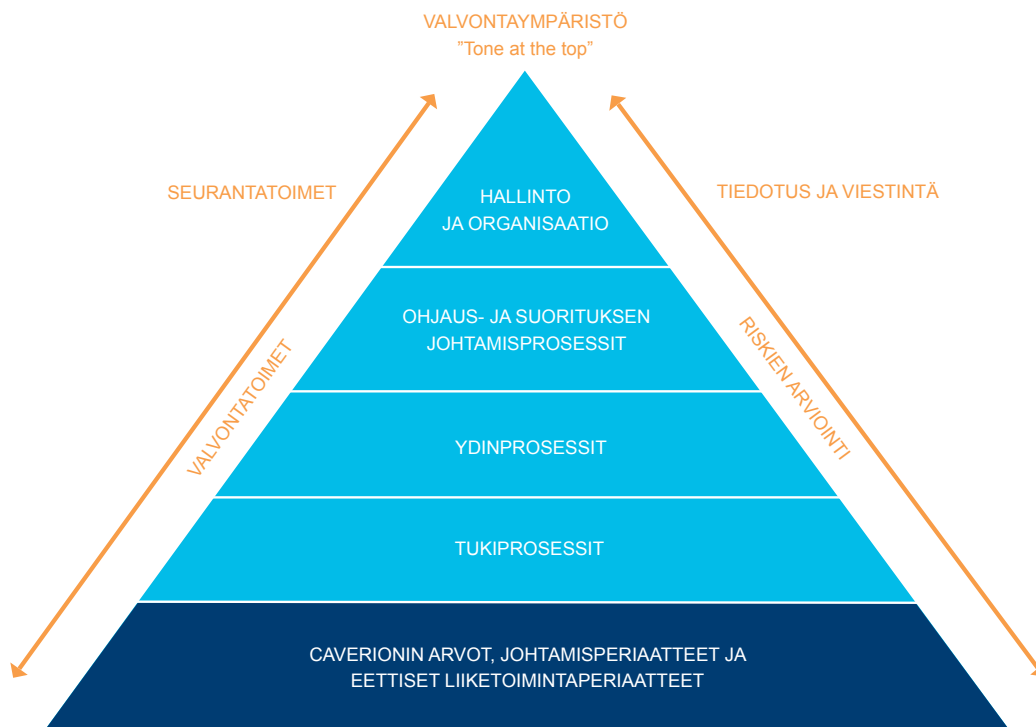 VALVONTAYMPÄRISTÖ
”Tone at the top”
SEURANTATOIMET
TIEDOTUS JA VIESTINTÄ
HALLINTO
JA ORGANISAATIO
OHJAUS- JA SUORITUKSEN
JOHTAMISPROSESSIT
VALVONTATOIMET
RISKIEN ARVIOINTI
YDINPROSESSIT
TUKIPROSESSIT
CAVERIONIN ARVOT, JOHTAMISPERIAATTEET JA
EETTISET LIIKETOIMINTAPERIAATTEET